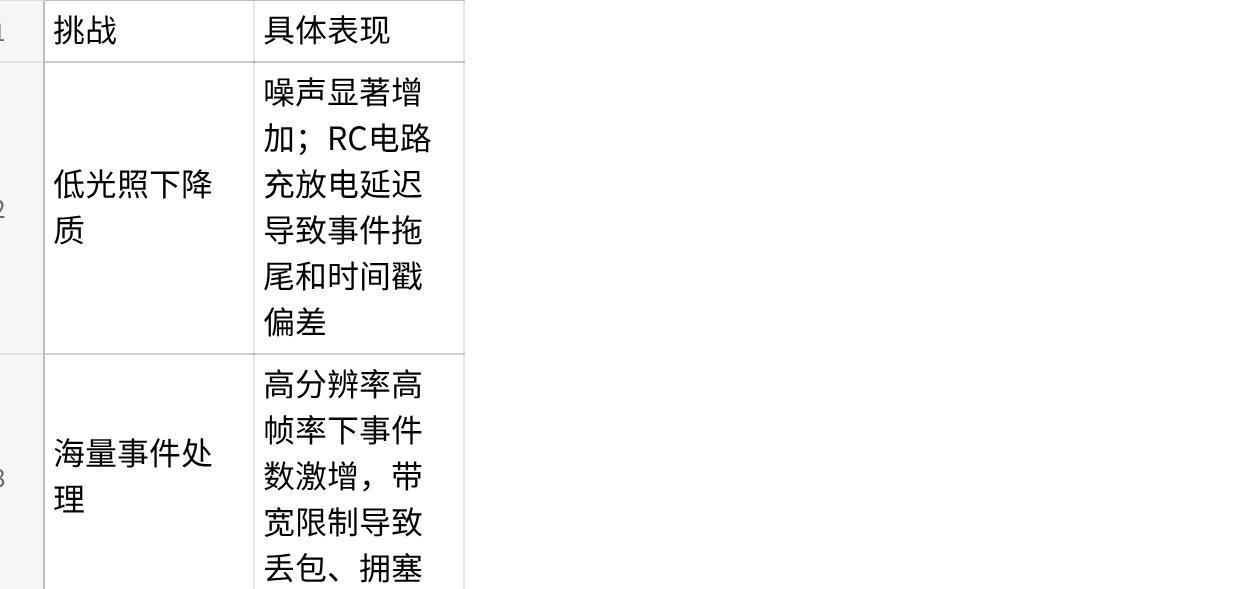 1
挑战
具体表现
2
低光照下降
质
噪声显著增
加；RC电路
充放电延迟
导致事件拖
尾和时间戳
偏差
3
海量事件处
理
高分辨率高
帧率下事件
数激增，带
宽限制导致
丢包、拥塞